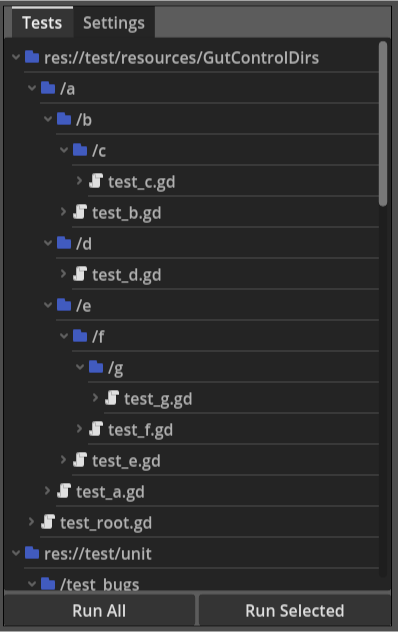 Tests Settings
res://test/resources/GutControlDirs
/a
/b
/c
test_c.gd
test_b.gd
/d
test_d.gd
/e
/f
/g
test_g.gd
test_f.gd
test_e.gd
test_a.gd
test_root.gd
res://test/unit
/test_bugs
Run All Run Selected